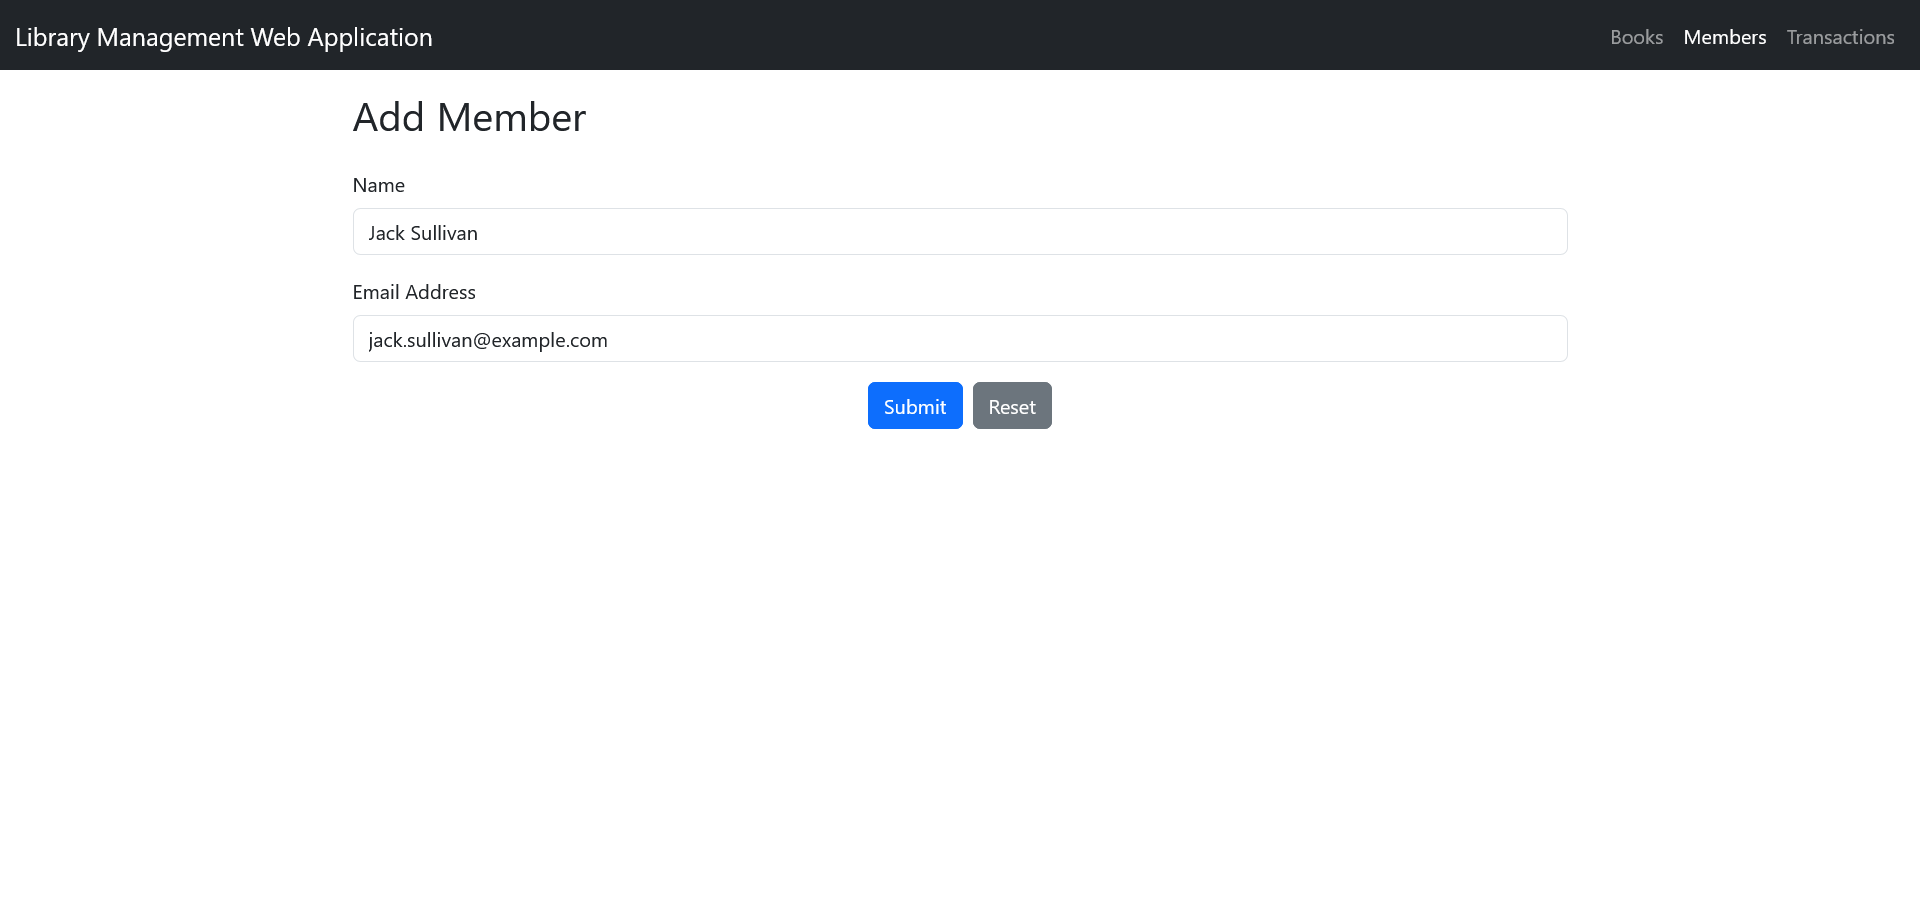 Library Management Web Application
Books Members Transactions
Add Member
Name
Jack Sullivan
Email Address
jack.sullivan@example.com
Submit Reset